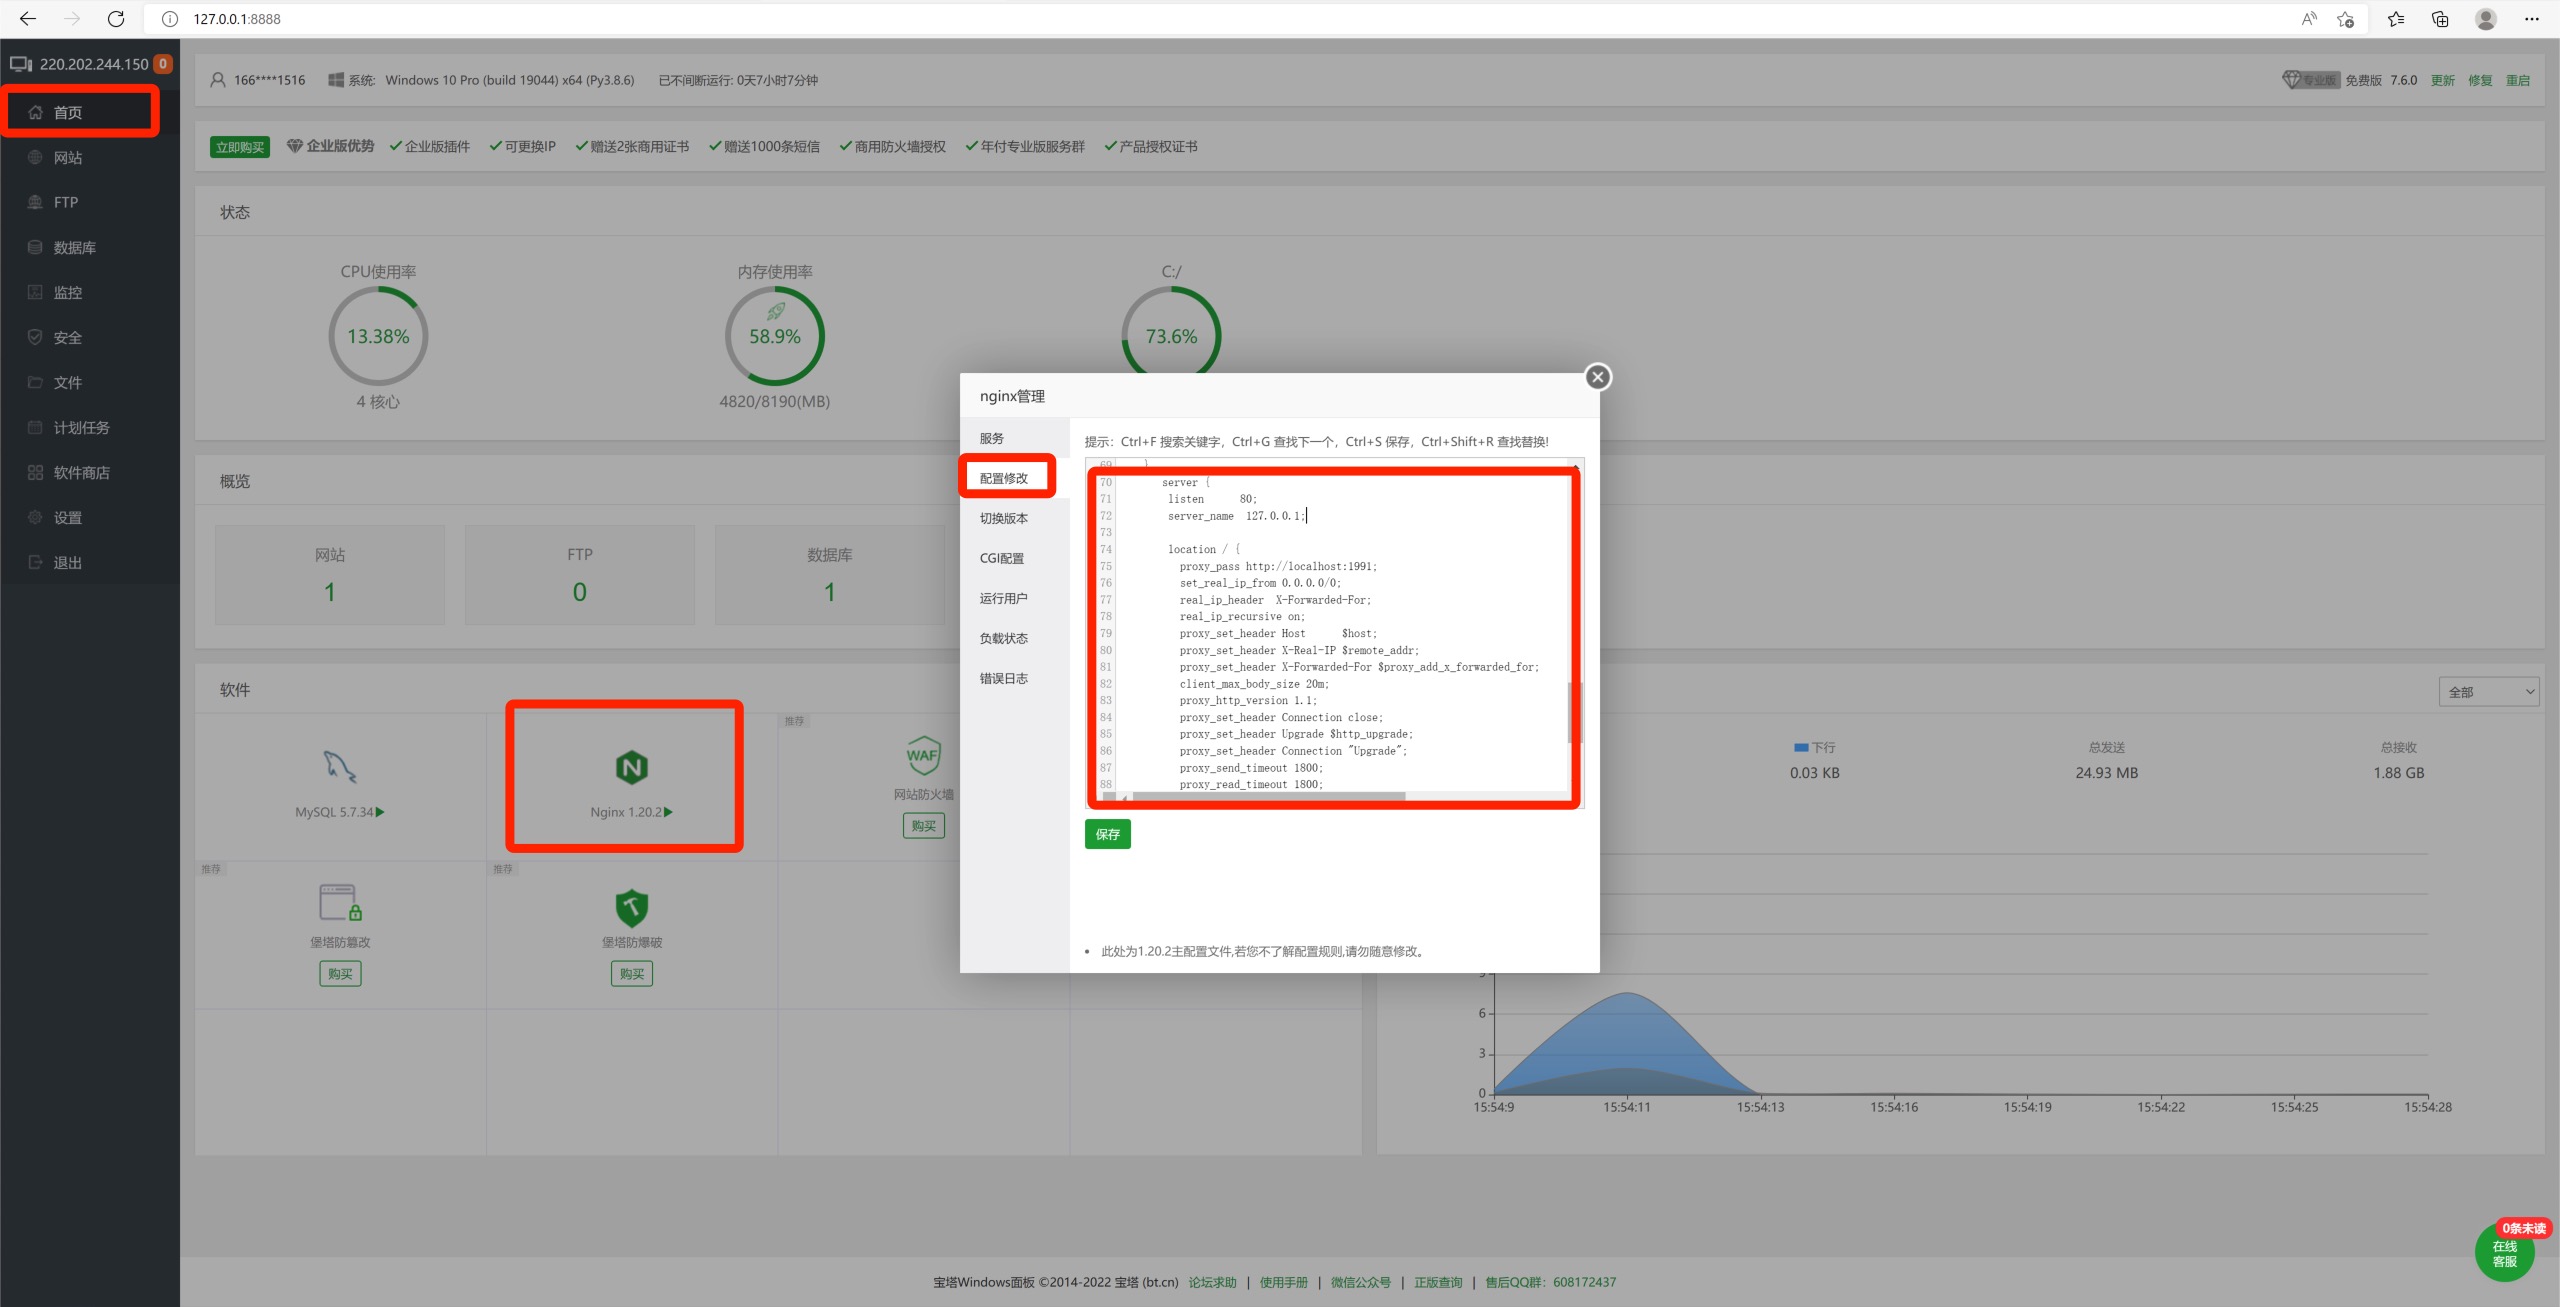 127.0.0.1:8888
220.202.244.150 0
首页
网站
FTP
数据库
监控
安全
文件
计划任务
软件商店
设置
退出
166****1516 系统: Windows 10 Pro (build 19044) x64 (Py3.8.6) 已不间断运行: 0天7小时7分钟
专业版 免费版 7.6.0 更新 修复 重启
立即购买 企业版优势 企业版插件 可更换IP 赠送2张商用证书 赠送1000条短信 商用防火墙授权 年付专业版服务群 产品授权证书
状态
CPU使用率 内存使用率 C:/
13.38% 58.9% 73.6%
4 核心 4820/8190(MB)
概览
网站 FTP 数据库
1 0 1
软件
MySQL 5.7.34
Nginx 1.20.2
推荐
WAF
网站防火墙
购买
推荐
堡塔防篡改
购买
推荐
堡塔防爆破
购买
nginx管理
服务
配置修改
切换版本
CGI配置
运行用户
负载状态
错误日志
提示: Ctrl+F 搜索关键字, Ctrl+G 查找下一个, Ctrl+S 保存, Ctrl+Shift+R 查找替换!
69 }
70 server {
71 listen 80;
72 server_name 127.0.0.1;
73
74 location / {
75 proxy_pass http://localhost:1991;
76 set_real_ip_from 0.0.0.0/0;
77 real_ip_header X-Forwarded-For;
78 real_ip_recursive on;
79 proxy_set_header Host $host;
80 proxy_set_header X-Real-IP $remote_addr;
81 proxy_set_header X-Forwarded-For $proxy_add_x_forwarded_for;
82 client_max_body_size 20m;
83 proxy_http_version 1.1;
84 proxy_set_header Connection close;
85 proxy_set_header Upgrade $http_upgrade;
86 proxy_set_header Connection "Upgrade";
87 proxy_send_timeout 1800;
88 proxy_read_timeout 1800;
保存
此处为1.20.2主配置文件,若您不了解配置规则,请勿随意修改。
全部
下行 总发送 总接收
0.03 KB 24.93 MB 1.88 GB
6
3
0
15:54:9 15:54:11 15:54:13 15:54:16 15:54:19 15:54:22 15:54:25 15:54:28
0条未读
在线
客服
宝塔Windows面板 ©2014-2022 宝塔 (bt.cn) 论坛求助 | 使用手册 | 微信公众号 | 正版查询 | 售后QQ群: 608172437